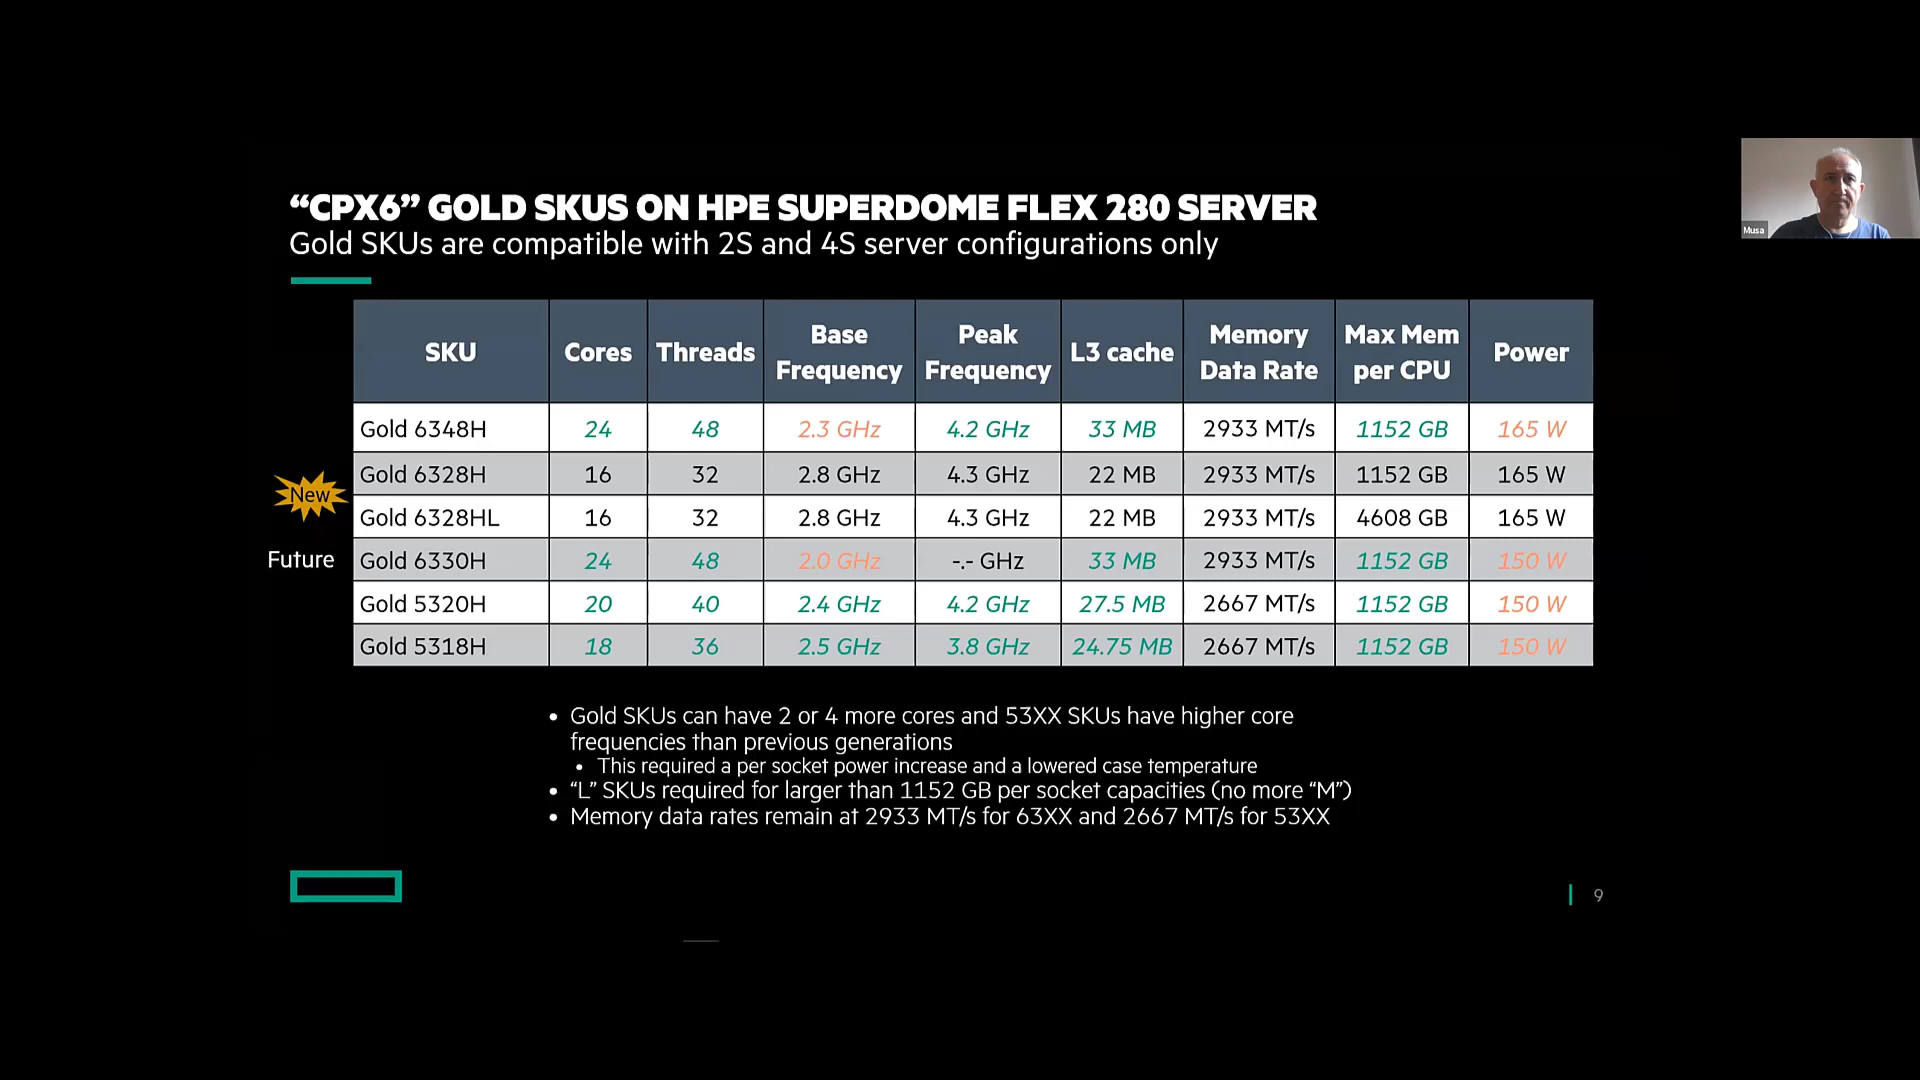 Musa
“CPX6” GOLD SKUS ON HPE SUPERDOME FLEX 280 SERVER
Gold SKUs are compatible with 2S and 4S server configurations only
SKU Cores Threads Base Frequency Peak Frequency L3 cache Memory Data Rate Max Mem per CPU Power
Gold 6348H 24 48 2.3 GHz 4.2 GHz 33 MB 2933 MT/s 1152 GB 165 W
Gold 6328H 16 32 2.8 GHz 4.3 GHz 22 MB 2933 MT/s 1152 GB 165 W
New
Gold 6328HL 16 32 2.8 GHz 4.3 GHz 22 MB 2933 MT/s 4608 GB 165 W
Future Gold 6330H 24 48 2.0 GHz -.- GHz 33 MB 2933 MT/s 1152 GB 150 W
Gold 5320H 20 40 2.4 GHz 4.2 GHz 27.5 MB 2667 MT/s 1152 GB 150 W
Gold 5318H 18 36 2.5 GHz 3.8 GHz 24.75 MB 2667 MT/s 1152 GB 150 W
• Gold SKUs can have 2 or 4 more cores and 53XX SKUs have higher core
frequencies than previous generations
• This required a per socket power increase and a lowered case temperature
• “L” SKUs required for larger than 1152 GB per socket capacities (no more “M”)
• Memory data rates remain at 2933 MT/s for 63XX and 2667 MT/s for 53XX
9